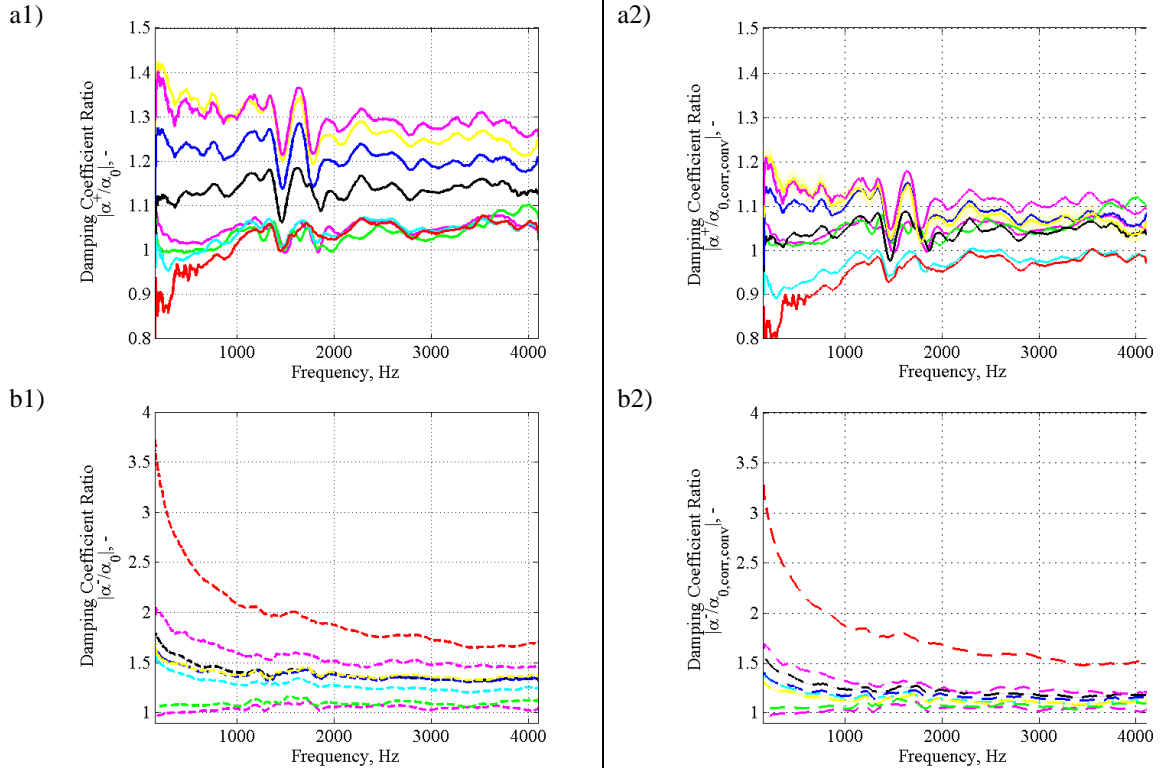 a1)
1.5
1.4
1.3
1.2
1.1
1
0.9
0.8
Damping Coefficient Ratio
|α⁺/α₀|, -
1000
2000
3000
4000
Frequency, Hz
a2)
1.5
1.4
1.3
1.2
1.1
1
0.9
0.8
Damping Coefficient Ratio
|α⁺/α₀,corr,conv|, -
1000
2000
3000
4000
Frequency, Hz
b1)
4
3.5
3
2.5
2
1.5
1
Damping Coefficient Ratio
|α⁻/α₀|, -
1000
2000
3000
4000
Frequency, Hz
b2)
4
3.5
3
2.5
2
1.5
1
Damping Coefficient Ratio
|α⁻/α₀,corr,conv|, -
1000
2000
3000
4000
Frequency, Hz